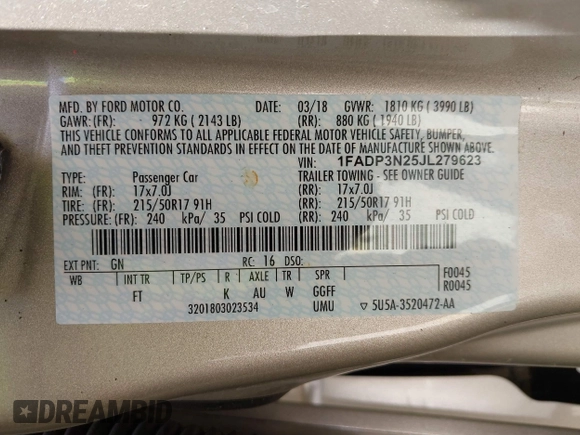 MFD. BY FORD MOTOR CO. DATE: 03/18 GVWR: 1810 KG ( 3990 LB)
GAWR: (FR): 972 KG ( 2143 LB) (RR): 880 KG ( 1940 LB)
THIS VEHICLE CONFORMS TO ALL APPLICABLE FEDERAL MOTOR VEHICLE SAFETY, BUMPER,
AND THEFT PREVENTION STANDARDS IN EFFECT ON THE DATE OF MANUFACTURE SHOWN ABOVE.
VIN: 1FADP3N25JL279623
TYPE: Passenger Car TRAILER TOWING - SEE OWNER GUIDE
RIM: (FR): 17x7.0J (RR): 17x7.0J
TIRE: (FR): 215/50R17 91H (RR): 215/50R17 91H
PRESSURE: (FR) 240 kPa/ 35 PSI COLD (RR) 240 kPa/ 35 PSI COLD
EXT PNT: GN RC: 16 DSO: F0045
WB INT TR TP/PS R AXLE TR SPR R0045
FT K AU W GGFF
3201803023534 UMU 5U5A-3520472-AA
DREAMBID